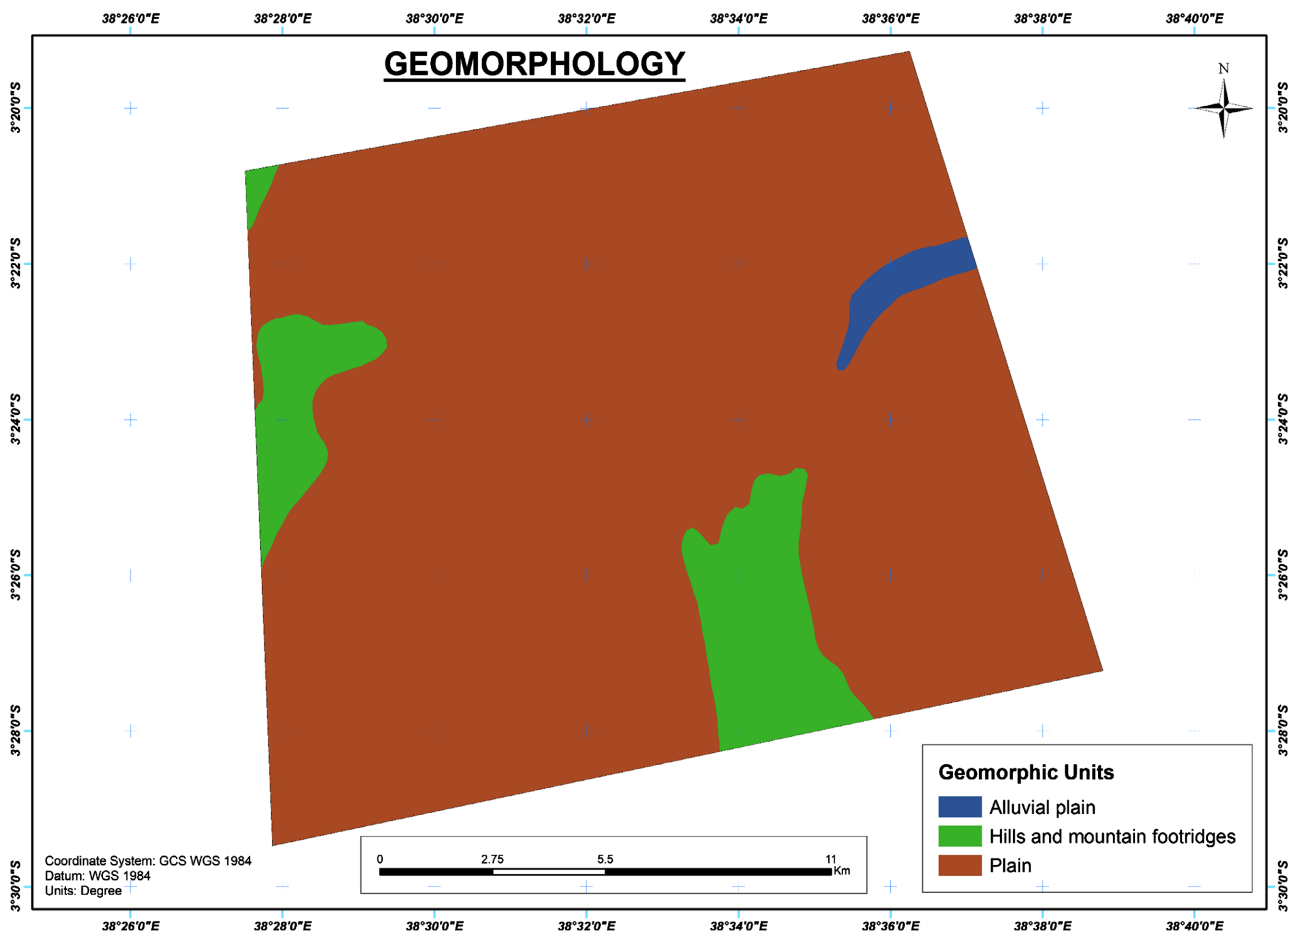 38°26'0"E 38°28'0"E 38°30'0"E 38°32'0"E 38°34'0"E 38°36'0"E 38°38'0"E 38°40'0"E
GEOMORPHOLOGY
N
3°20'0"S 3°20'0"S
3°22'0"S 3°22'0"S
3°24'0"S 3°24'0"S
3°26'0"S 3°26'0"S
3°28'0"S 3°28'0"S
3°30'0"S 3°30'0"S
Geomorphic Units
Alluvial plain
Hills and mountain footridges
Plain
Coordinate System: GCS WGS 1984
Datum: WGS 1984
Units: Degree
0 2.75 5.5 11
Km
38°26'0"E 38°28'0"E 38°30'0"E 38°32'0"E 38°34'0"E 38°36'0"E 38°38'0"E 38°40'0"E